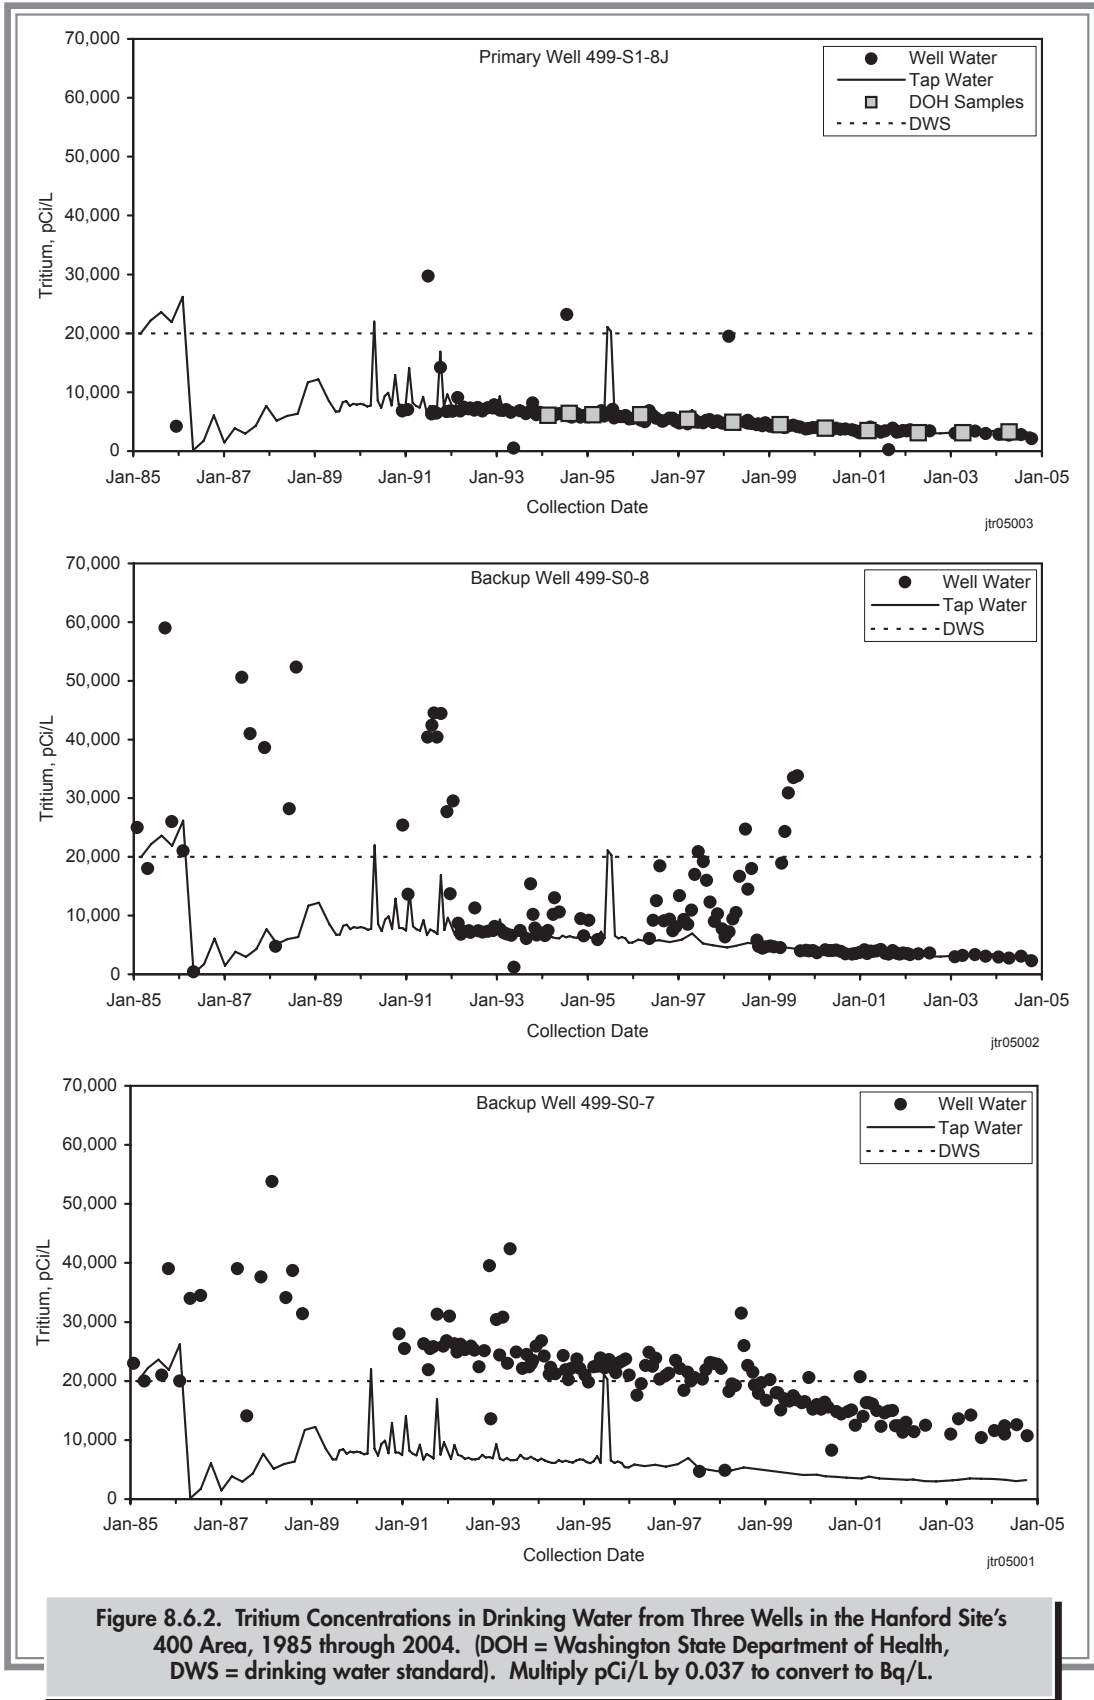 Primary Well 499-S1-8J
Well Water
Tap Water
DOH Samples
DWS
70,000
60,000
50,000
40,000
30,000
20,000
10,000
0
Tritium, pCi/L
Jan-85 Jan-87 Jan-89 Jan-91 Jan-93 Jan-95 Jan-97 Jan-99 Jan-01 Jan-03 Jan-05
Collection Date
jtr05003
Backup Well 499-S0-8
Well Water
Tap Water
DWS
70,000
60,000
50,000
40,000
30,000
20,000
10,000
0
Tritium, pCi/L
Jan-85 Jan-87 Jan-89 Jan-91 Jan-93 Jan-95 Jan-97 Jan-99 Jan-01 Jan-03 Jan-05
Collection Date
jtr05002
Backup Well 499-S0-7
Well Water
Tap Water
DWS
70,000
60,000
50,000
40,000
30,000
20,000
10,000
0
Tritium, pCi/L
Jan-85 Jan-87 Jan-89 Jan-91 Jan-93 Jan-95 Jan-97 Jan-99 Jan-01 Jan-03 Jan-05
Collection Date
jtr05001
Figure 8.6.2. Tritium Concentrations in Drinking Water from Three Wells in the Hanford Site's
400 Area, 1985 through 2004. (DOH = Washington State Department of Health,
DWS = drinking water standard). Multiply pCi/L by 0.037 to convert to Bq/L.